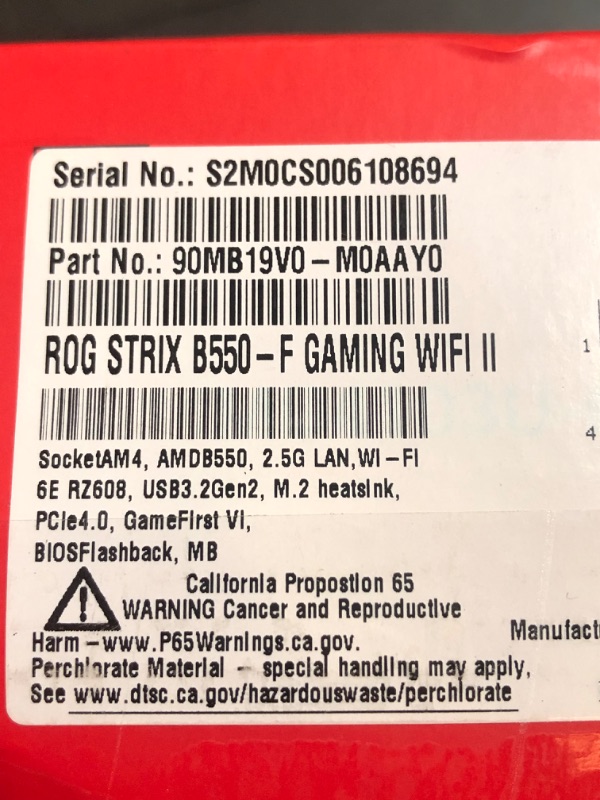 Serial No.: S2M0CS006108694
Part No.: 90MB19V0-M0AAY0
ROG STRIX B550-F GAMING WIFI II
1
SocketAM4, AMDB550, 2.5G LAN,WI-FI
4
6E RZ608, USB3.2Gen2, M.2 heatsink,
PCIe4.0, GameFirst VI,
BIOSFlashback, MB
California Propostion 65
WARNING Cancer and Reproductive
Manufact
Harm -www.P65Warnings.ca.gov.
Perchlorate Material - special handling may apply,
See www.dtsc.ca.gov/hazardouswaste/perchlorate